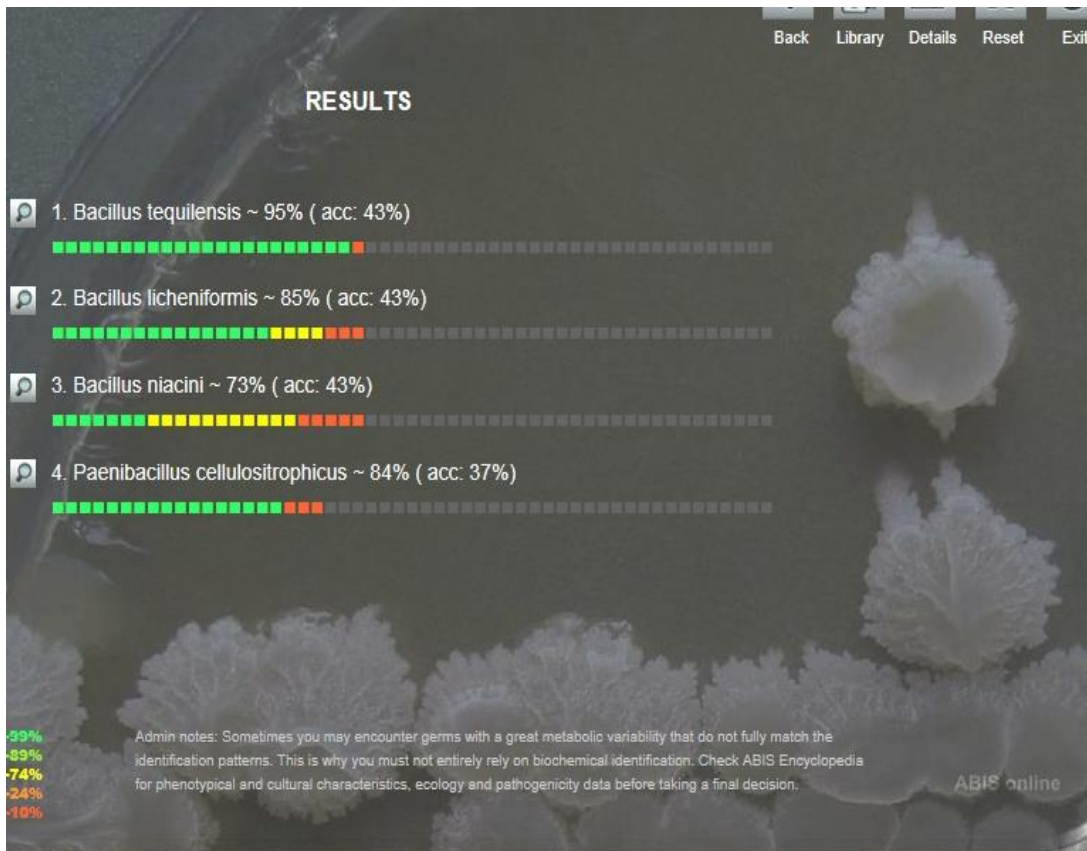 Back Library Details Reset Exit
RESULTS
1. Bacillus tequilensis ~ 95% ( acc: 43%)
2. Bacillus licheniformis ~ 85% ( acc: 43%)
3. Bacillus niacini ~ 73% ( acc: 43%)
4. Paenibacillus cellulositrophicus ~ 84% ( acc: 37%)
-99%
-89%
-74%
-24%
-10%
Admin notes: Sometimes you may encounter germs with a great metabolic variability that do not fully match the
identification patterns. This is why you must not entirely rely on biochemical identification. Check ABIS Encyclopedia
for phenotypical and cultural characteristics, ecology and pathogenicity data before taking a final decision.
ABIS online